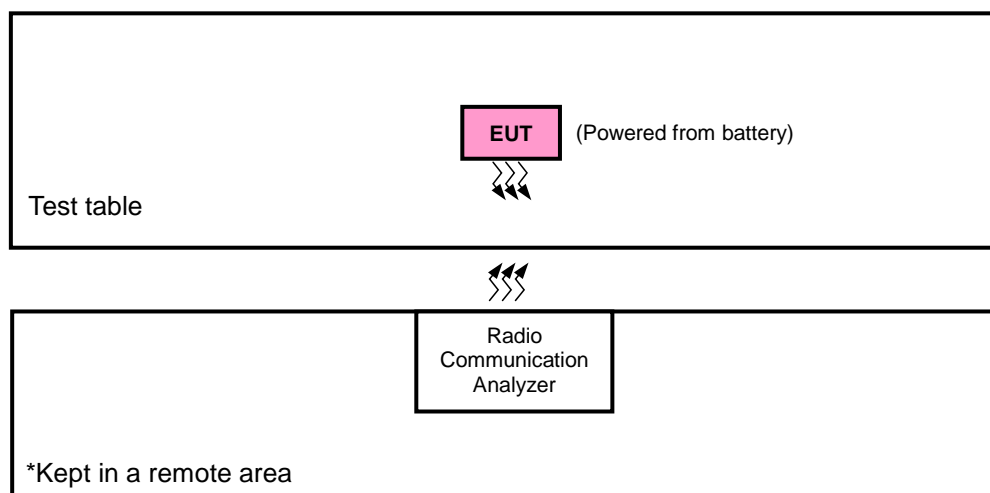 EUT
(Powered from battery)
Test table
Radio
Communication
Analyzer
*Kept in a remote area